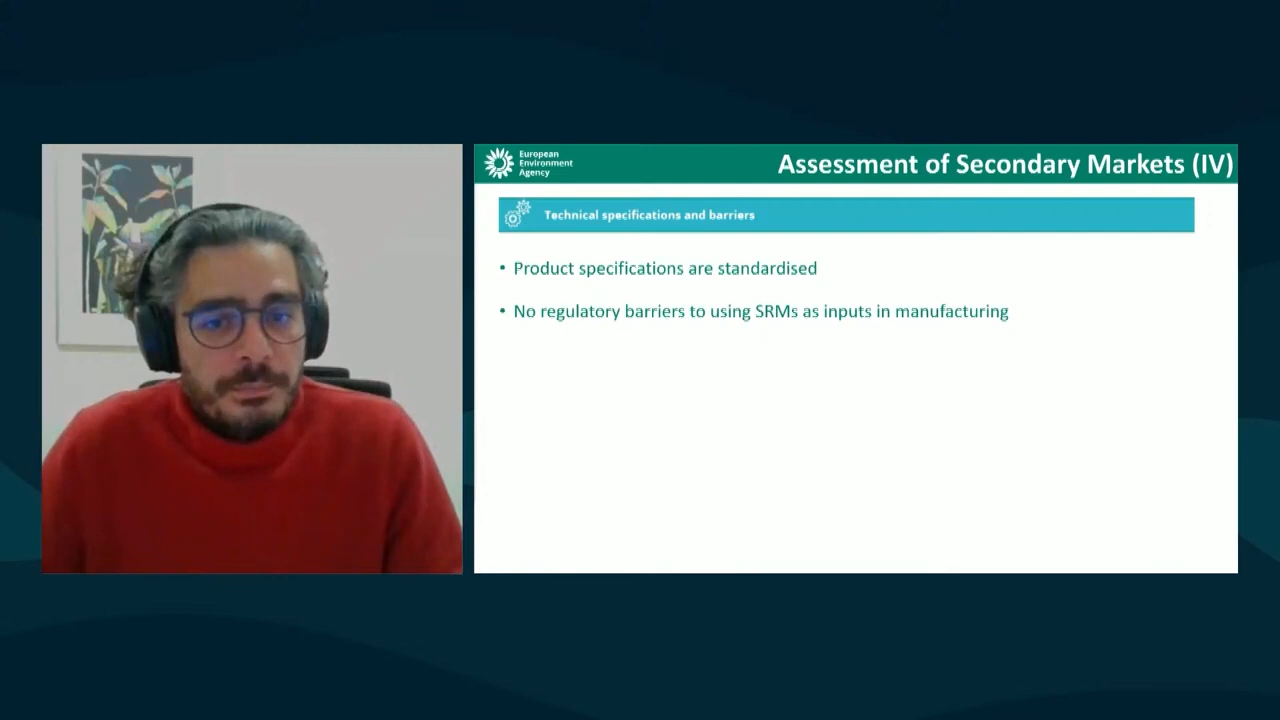 European
Environment
Agency
Assessment of Secondary Markets (IV)
Technical specifications and barriers
• Product specifications are standardised
• No regulatory barriers to using SRMs as inputs in manufacturing